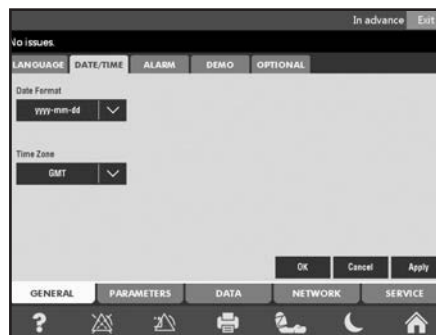 In advance Exit
No issues.
LANGUAGE DATE/TIME ALARM DEMO OPTIONAL
Date Format
yyyy-mm-dd
Time Zone
GMT
OK Cancel Apply
GENERAL PARAMETERS DATA NETWORK SERVICE
?